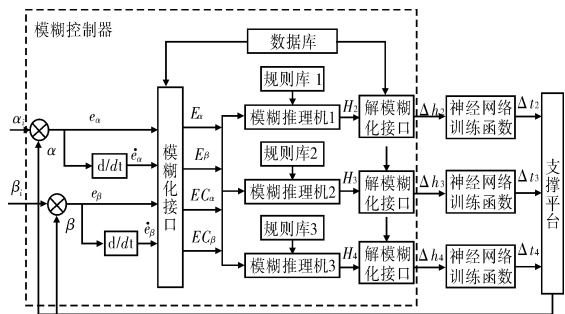 模糊控制器
数据库
规则库 1
模糊推理机1
规则库2
模糊推理机2
规则库3
模糊推理机3
α
eα
α
d/dt
ėα
β
eβ
β
d/dt
ėβ
模糊化接口
Eα
Eβ
ECα
ECβ
H2
H3
H4
解模糊
化接口
解模糊
化接口
解模糊
化接口
Δh2
Δh3
Δh4
神经网络
训练函数
神经网络
训练函数
神经网络
训练函数
Δt2
Δt3
Δt4
支撑平台